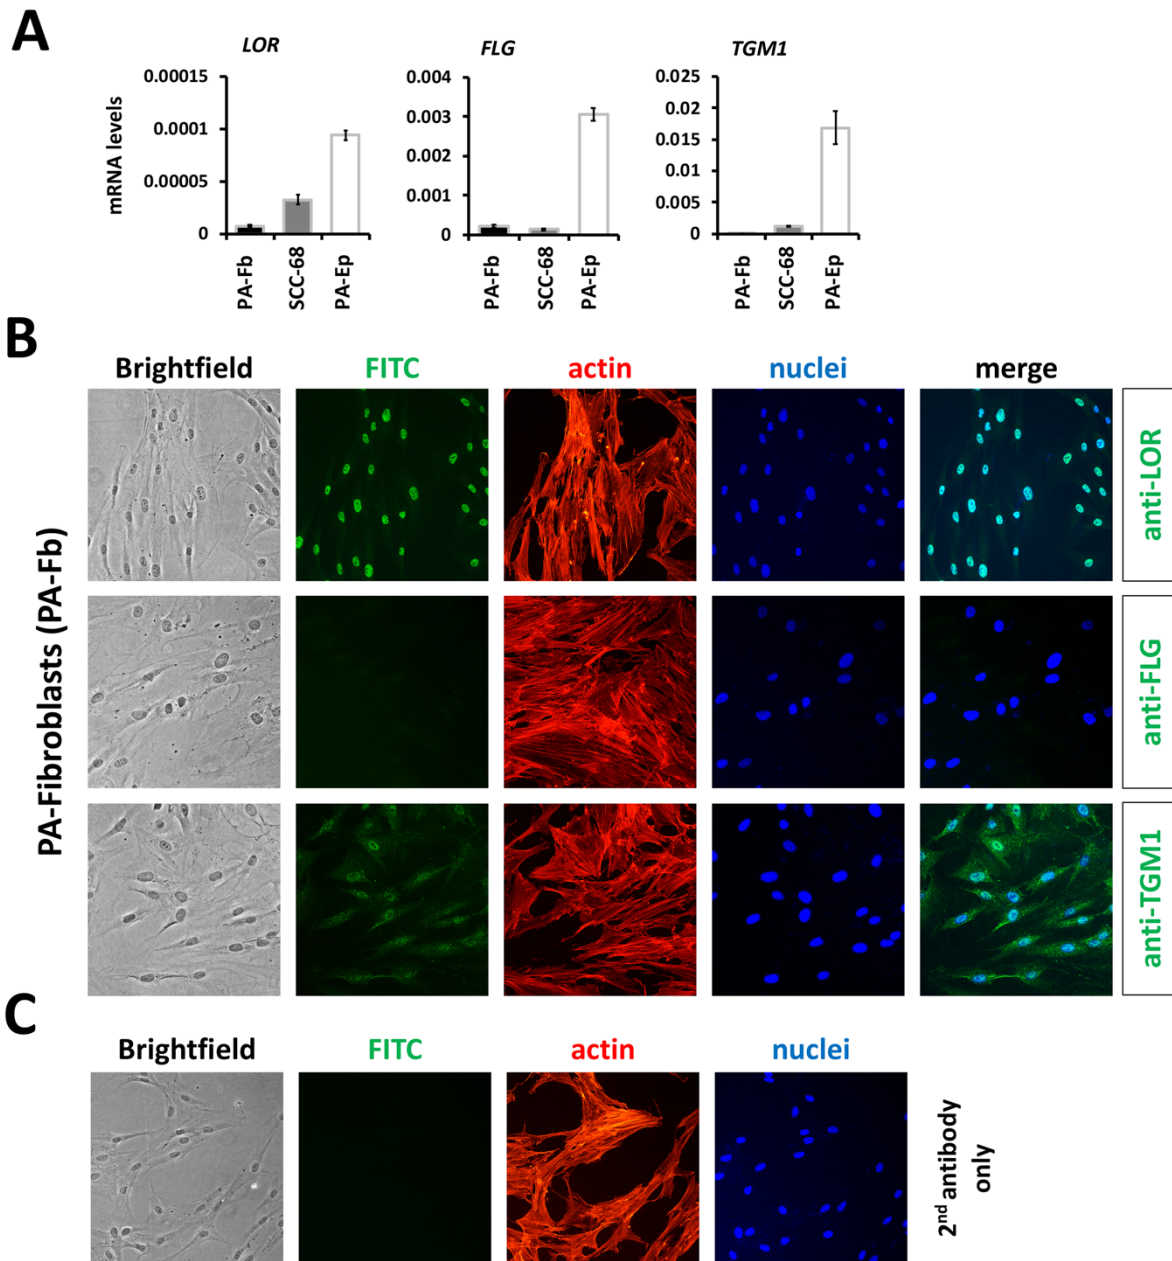 A
LOR
FLG
TGM1
mRNA levels
0.00015
0.0001
0.00005
0
PA-Fb
SCC-68
PA-Ep
0.004
0.003
0.002
0.001
0
PA-Fb
SCC-68
PA-Ep
0.025
0.02
0.015
0.01
0.005
0
PA-Fb
SCC-68
PA-Ep
B
Brightfield
FITC
actin
nuclei
merge
PA-Fibroblasts (PA-Fb)
anti-LOR
anti-FLG
anti-TGM1
C
Brightfield
FITC
actin
nuclei
2nd antibody
only